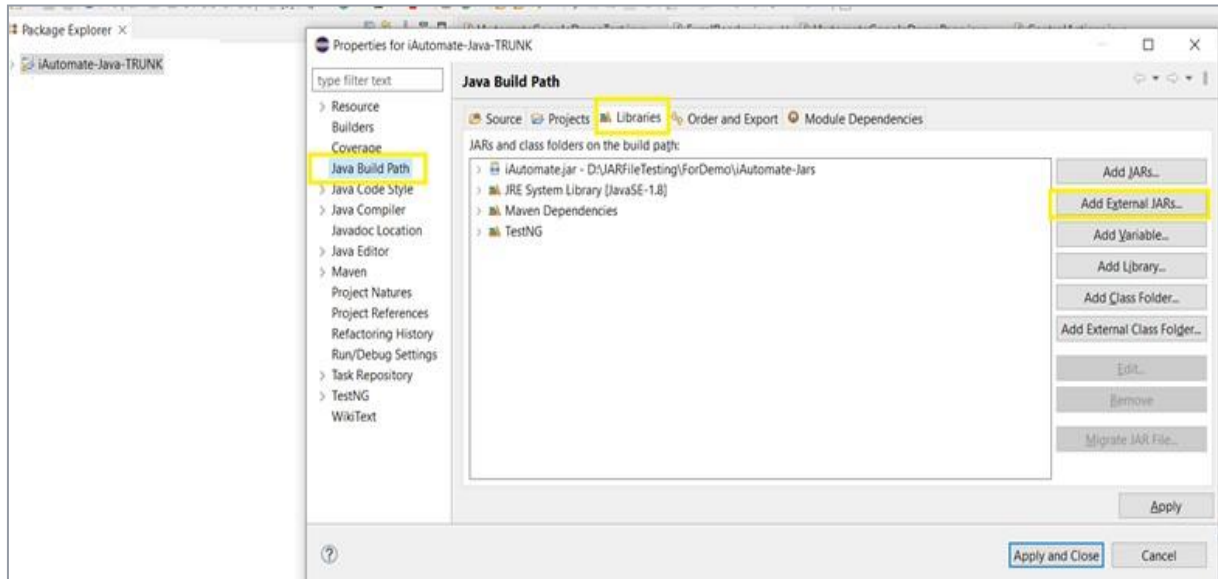 Package Explorer ×
iAutomate-Java-TRUNK
Properties for iAutomate-Java-TRUNK
type filter text
Resource
Builders
Coverage
Java Build Path
Java Code Style
Java Compiler
Javadoc Location
Java Editor
Maven
Project Natures
Project References
Refactoring History
Run/Debug Settings
Task Repository
TestNG
WikiText
Java Build Path
Source Projects Libraries Order and Export Module Dependencies
JARs and class folders on the build path:
iAutomate.jar - D:\JARFileTesting\ForDemo\iAutomate-Jars
JRE System Library [JavaSE-1.8]
Maven Dependencies
TestNG
Add JARs...
Add External JARs...
Add Variable...
Add Library...
Add Class Folder...
Add External Class Folder...
Edit...
Remove
Migrate JAR File...
Apply
Apply and Close Cancel